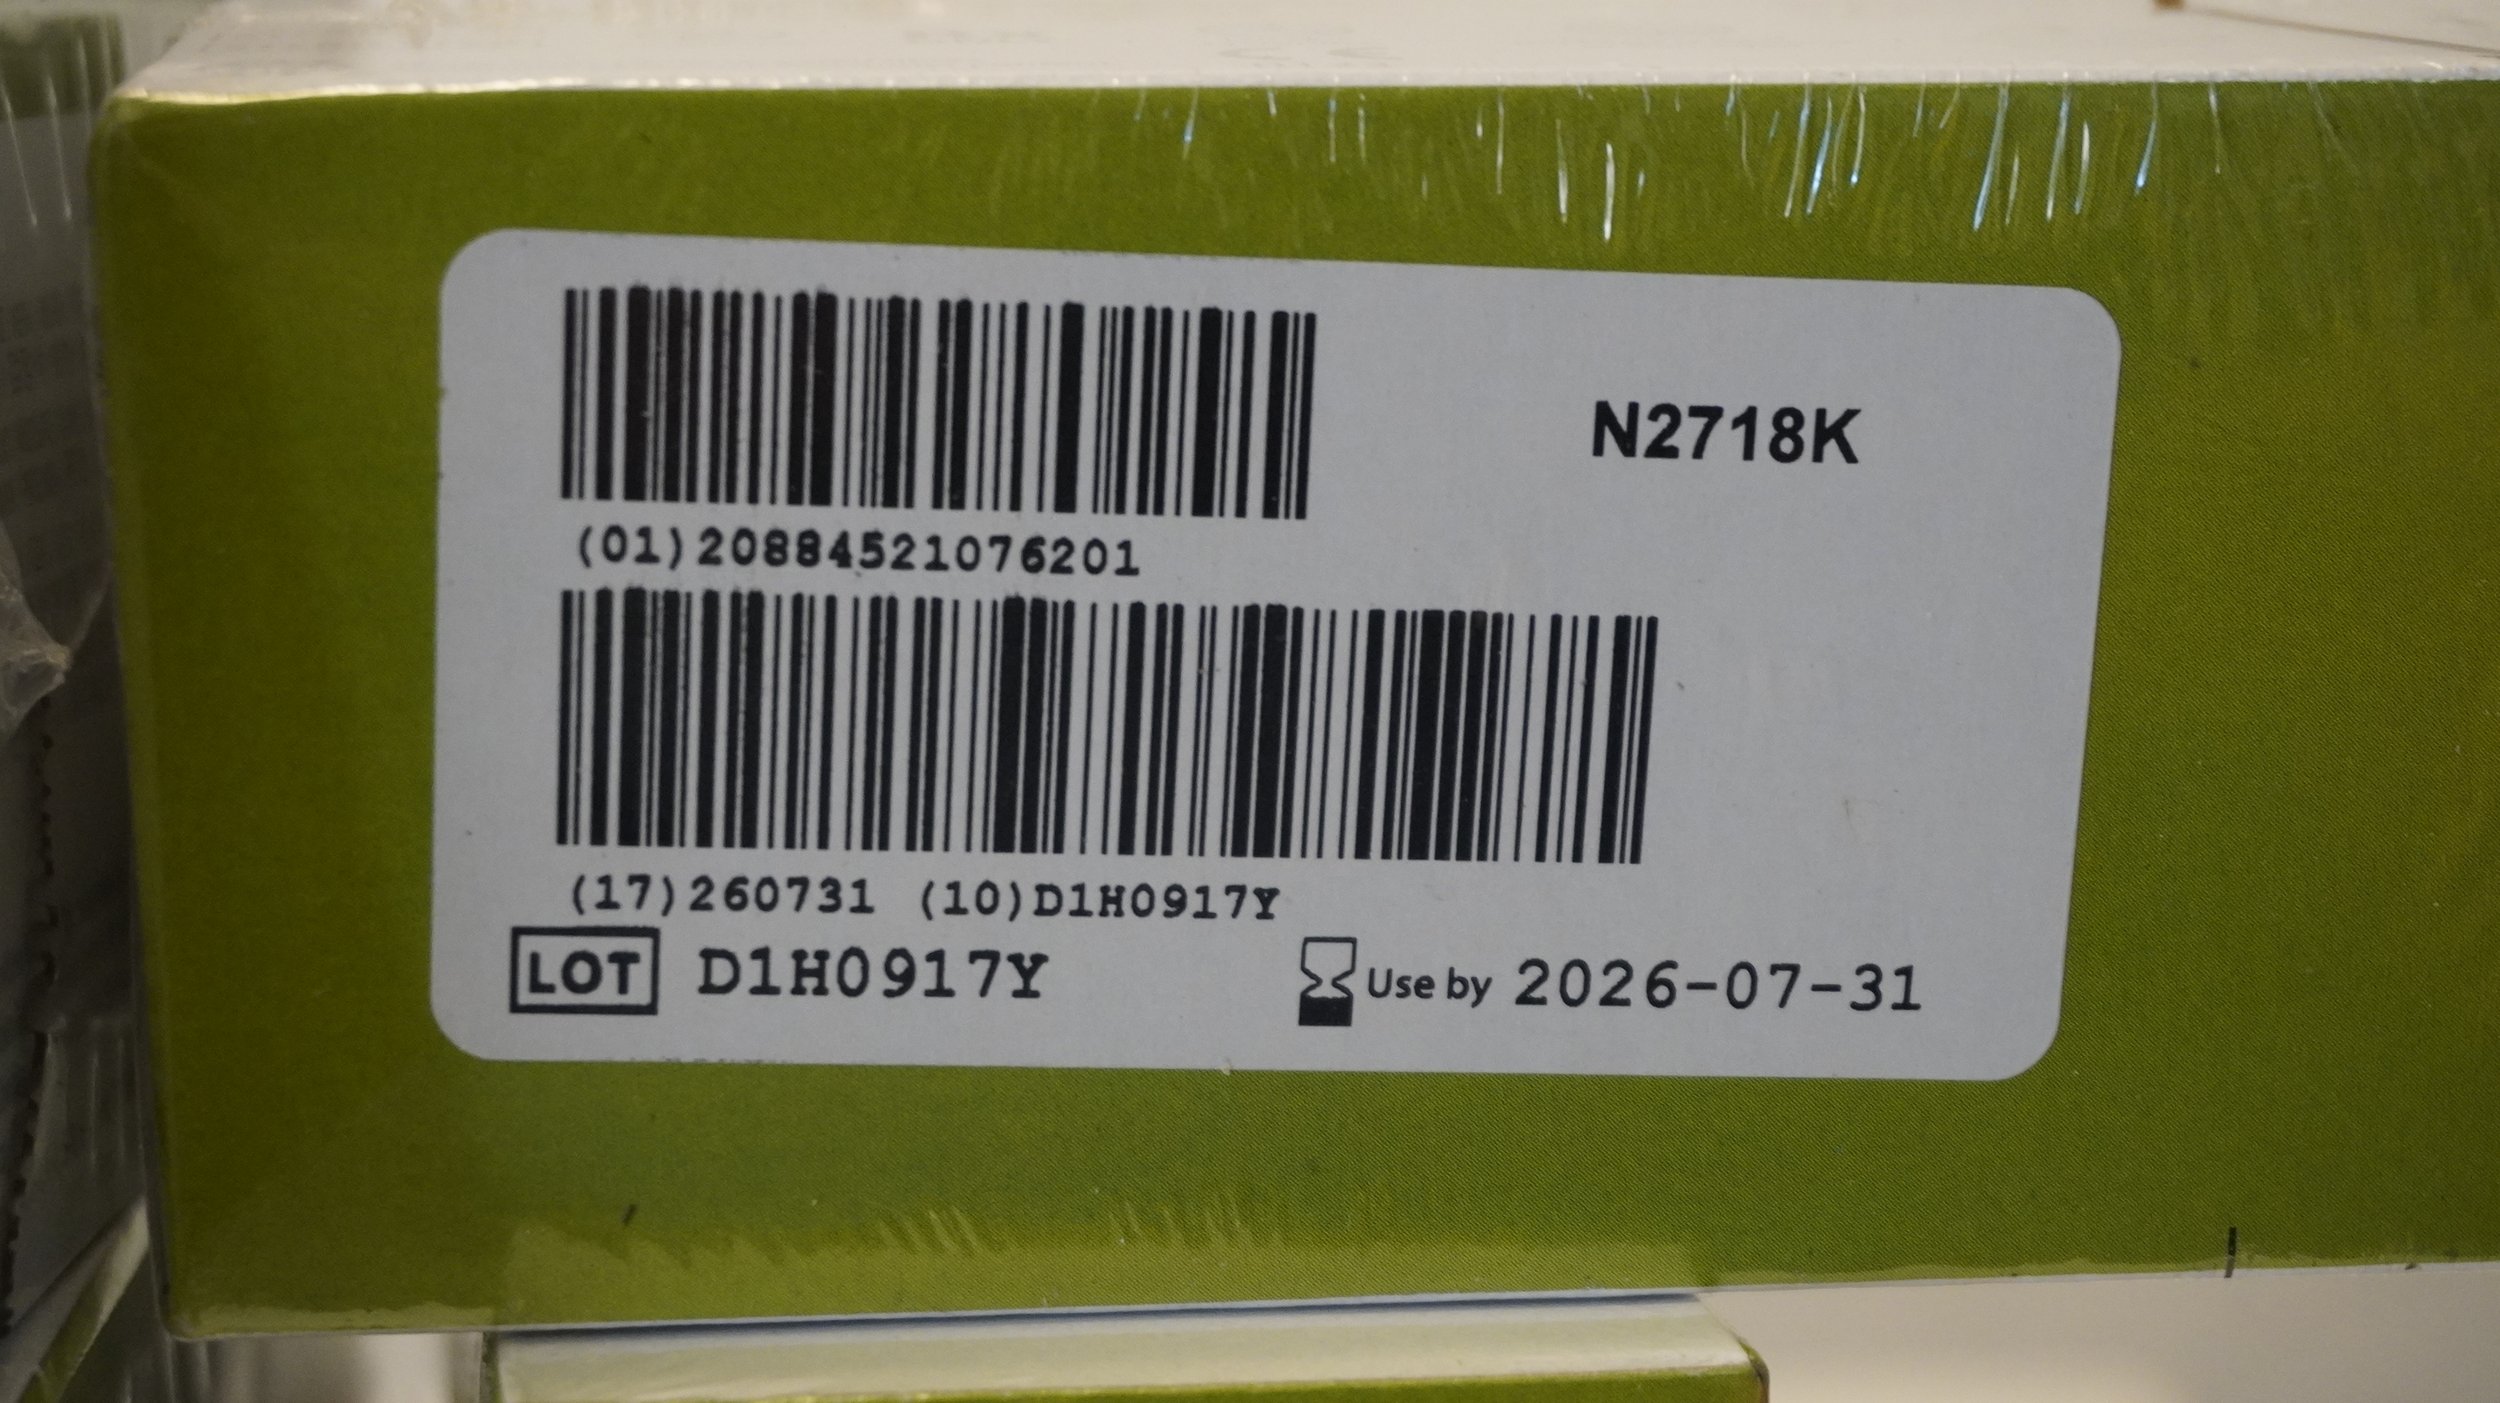 N2718K
(01)20884521076201
(17)260731 (10)D1H0917Y
LOT D1H0917Y
Use by 2026-07-31